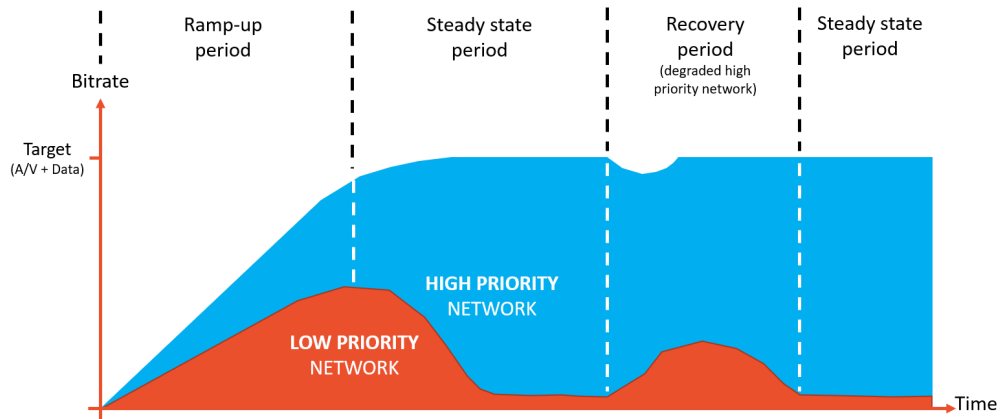 Ramp-up
period
Steady state
period
Recovery
period
(degraded high
priority network)
Steady state
period
Bitrate
Target
(A/V + Data)
HIGH PRIORITY
NETWORK
LOW PRIORITY
NETWORK
Time